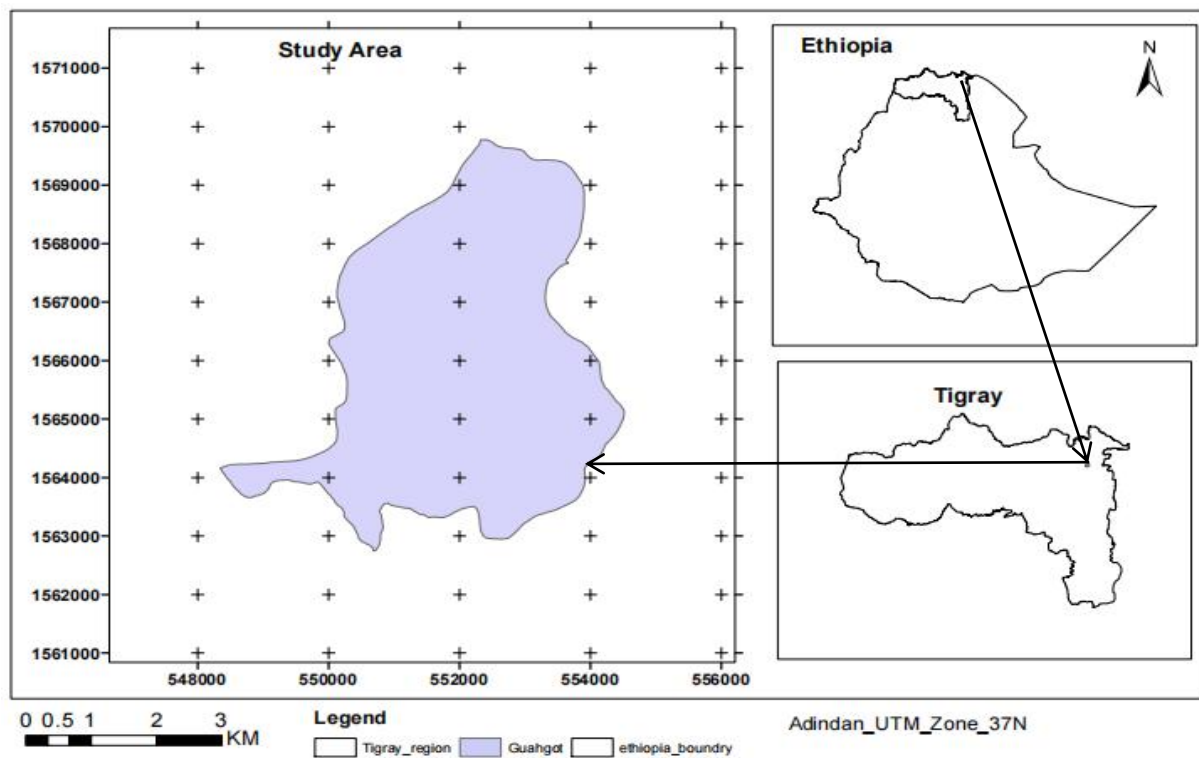 Study Area
1571000
1570000
1569000
1568000
1567000
1566000
1565000
1564000
1563000
1562000
1561000
548000 550000 552000 554000 556000
Ethiopia
N
Tigray
0 0.5 1 2 3
KM
Legend
Tigray_region Guahgot ethiopia_boundry
Adindan_UTM_Zone_37N